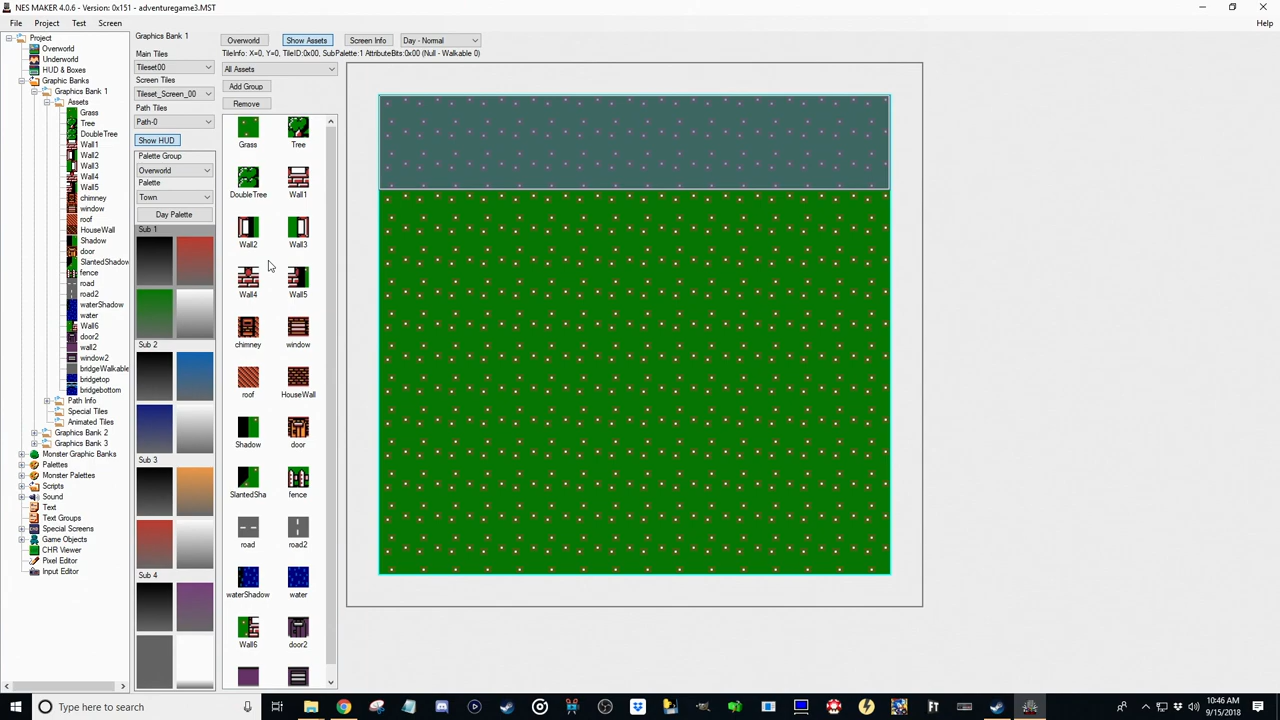 NES MAKER 4.0.6 - Version: 0x151 - adventuregame3.MST
File Project Test Screen Help
Project
Overworld
Underworld
HUD & Boxes
Graphic Banks
Graphics Bank 1
Assets
Grass
Tree
DoubleTree
Wall1
Wall2
Wall3
Wall4
Wall5
chimney
window
roof
HouseWall
Shadow
door
SlantedShadow
fence
road
road2
waterShadow
water
Wall6
door2
wall2
window2
bridgeWalkable
bridgetop
bridgebottom
Path Info
Special Tiles
Animated Tiles
Graphics Bank 2
Graphics Bank 3
Monster Graphic Banks
Palettes
Monster Palettes
Scripts
Sound
Text
Text Groups
Special Screens
Game Objects
CHR Viewer
Pixel Editor
Input Editor
Graphics Bank 1
Main Tiles
Tileset00
Screen Tiles
Tileset_Screen_00
Path Tiles
Path-0
Show HUD
Palette Group
Overworld
Palette
Town
Day Palette
Sub 1
Sub 2
Sub 3
Sub 4
Overworld Show Assets Screen Info Day - Normal
TileInfo: X=0, Y=0, TileID:0x00, SubPalette:1 AttributeBits:0x00 (Null - Walkable 0)
All Assets
Add Group
Remove
Grass Tree
DoubleTree Wall1
Wall2 Wall3
Wall4 Wall5
chimney window
roof HouseWall
Shadow door
SlantedSha fence
road road2
waterShadow water
Wall6 door2
Type here to search
10:46 AM
9/15/2018